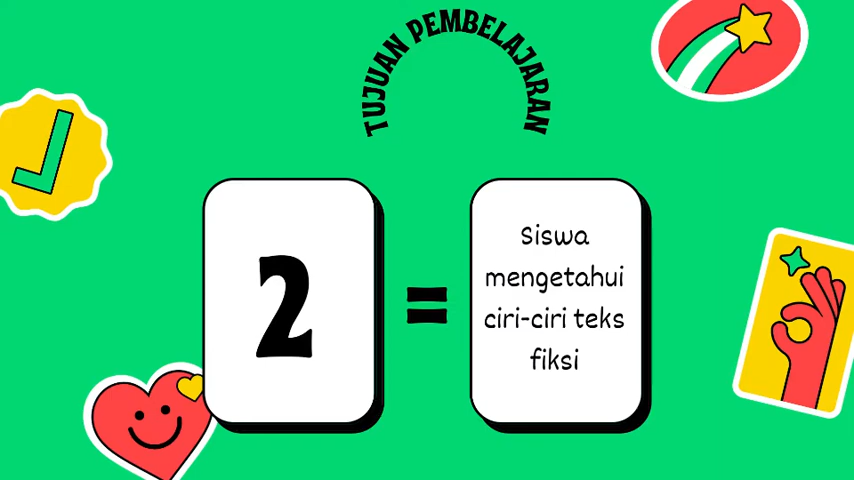 TUJUAN PEMBELAJARAN
2
=
siswa
mengetahui
ciri-ciri teks
fiksi